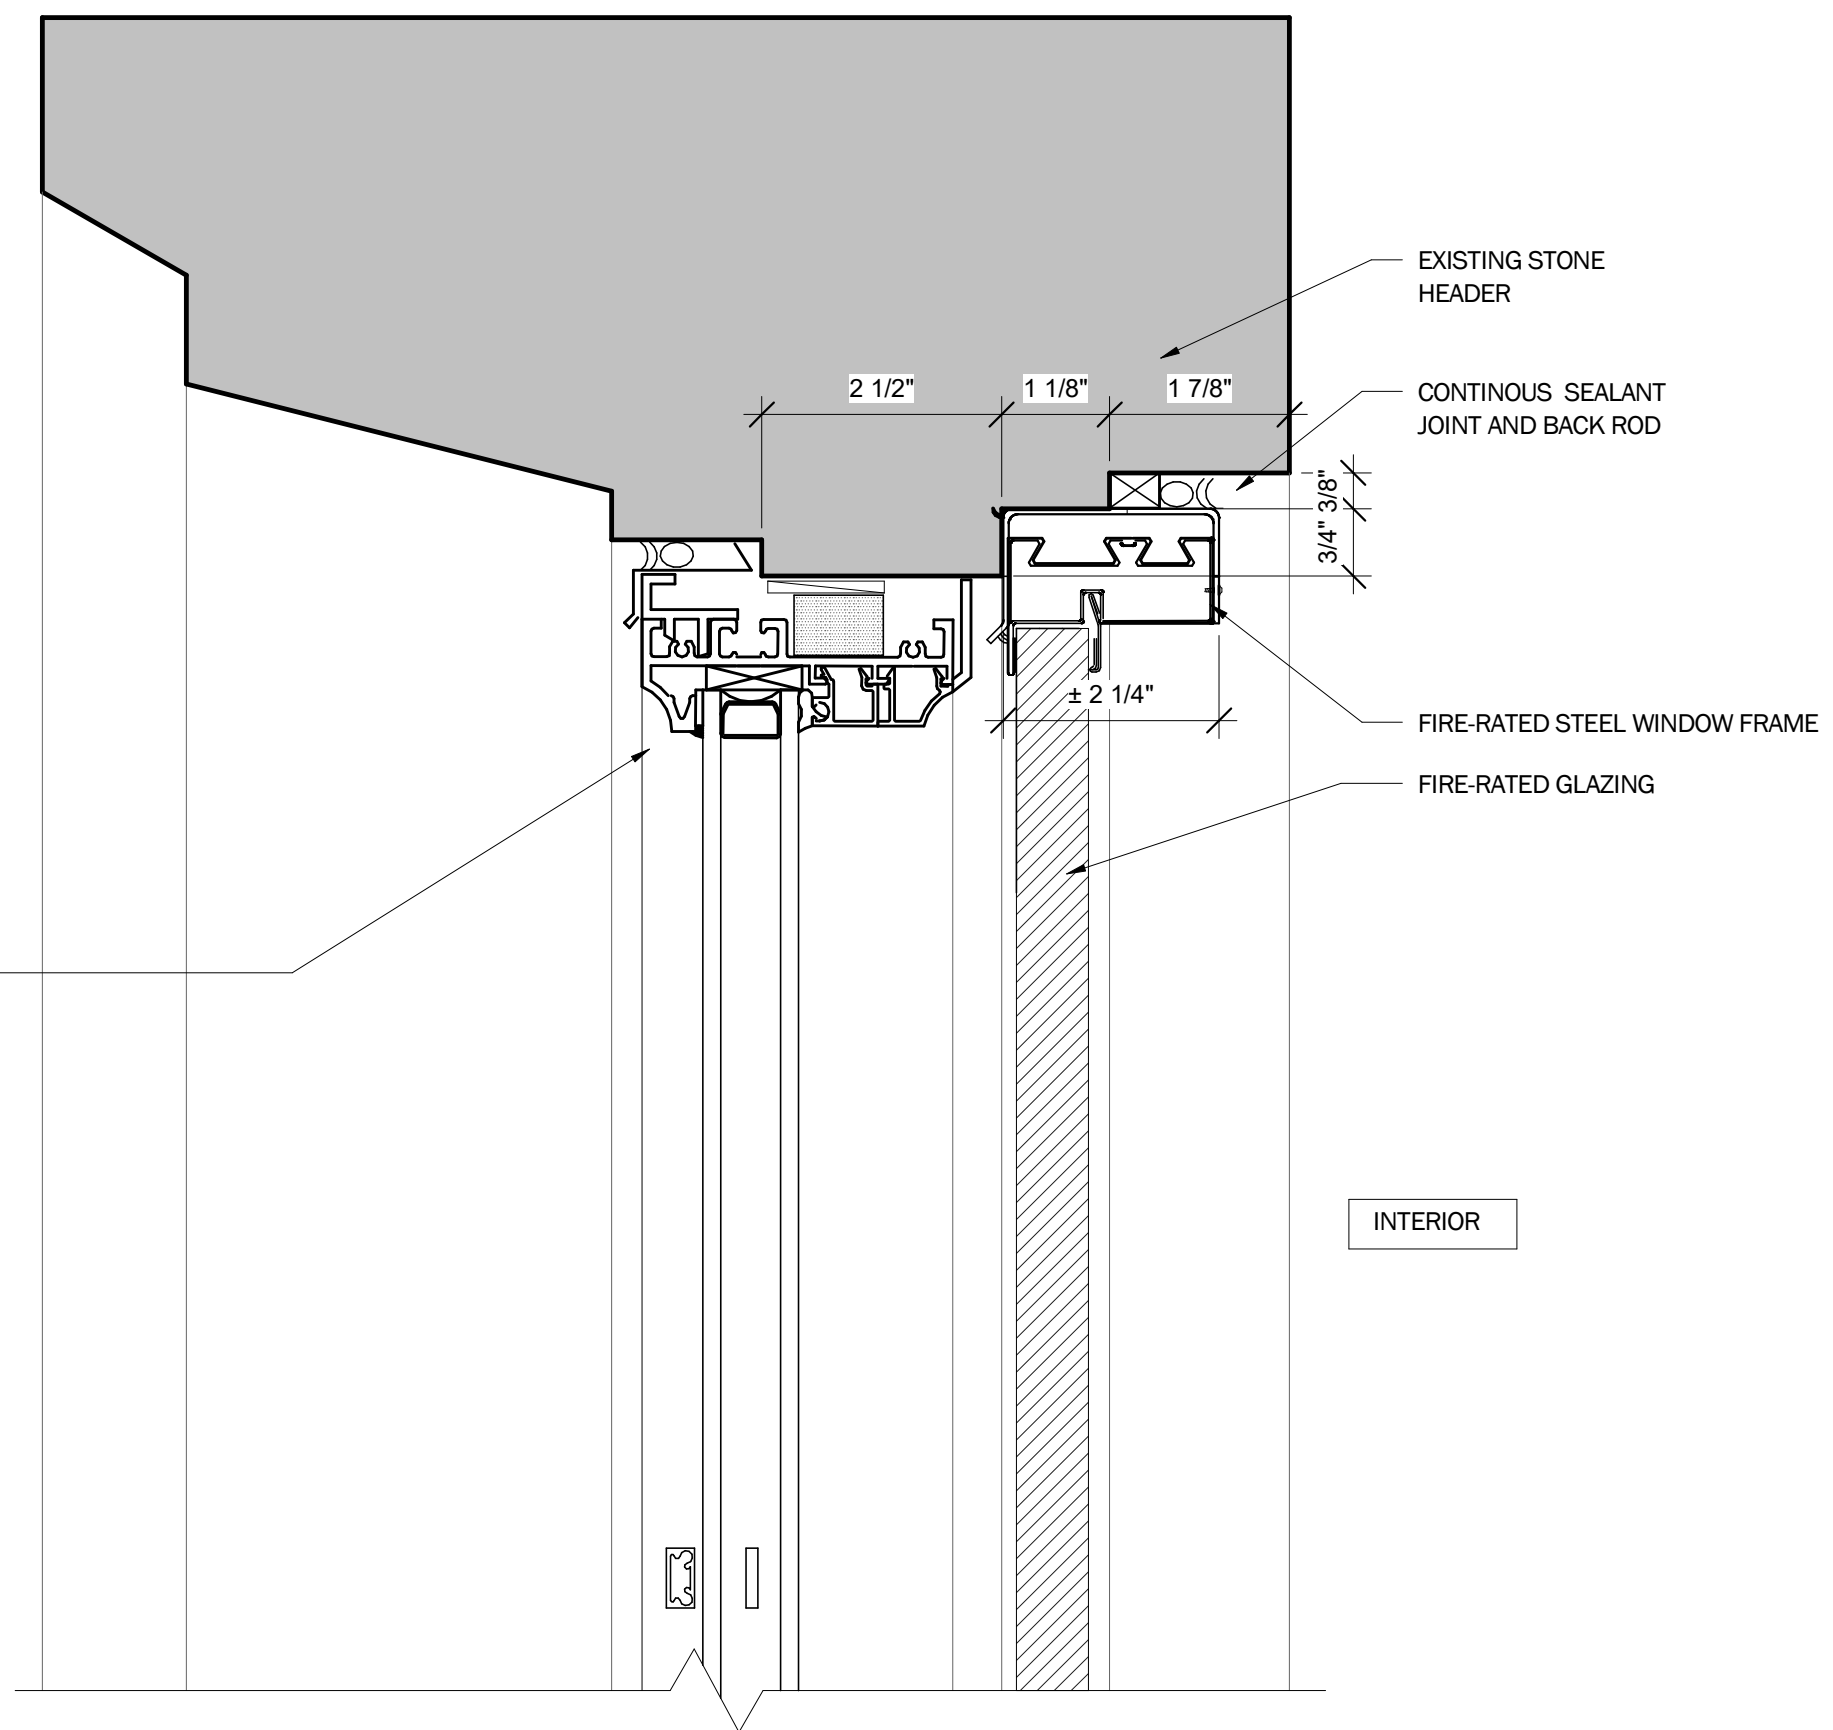 EXISTING STONE
HEADER
2 1/2"
1 1/8"
1 7/8"
CONTINOUS SEALANT
JOINT AND BACK ROD
3/8"
3/4"
± 2 1/4"
FIRE-RATED STEEL WINDOW FRAME
FIRE-RATED GLAZING
INTERIOR